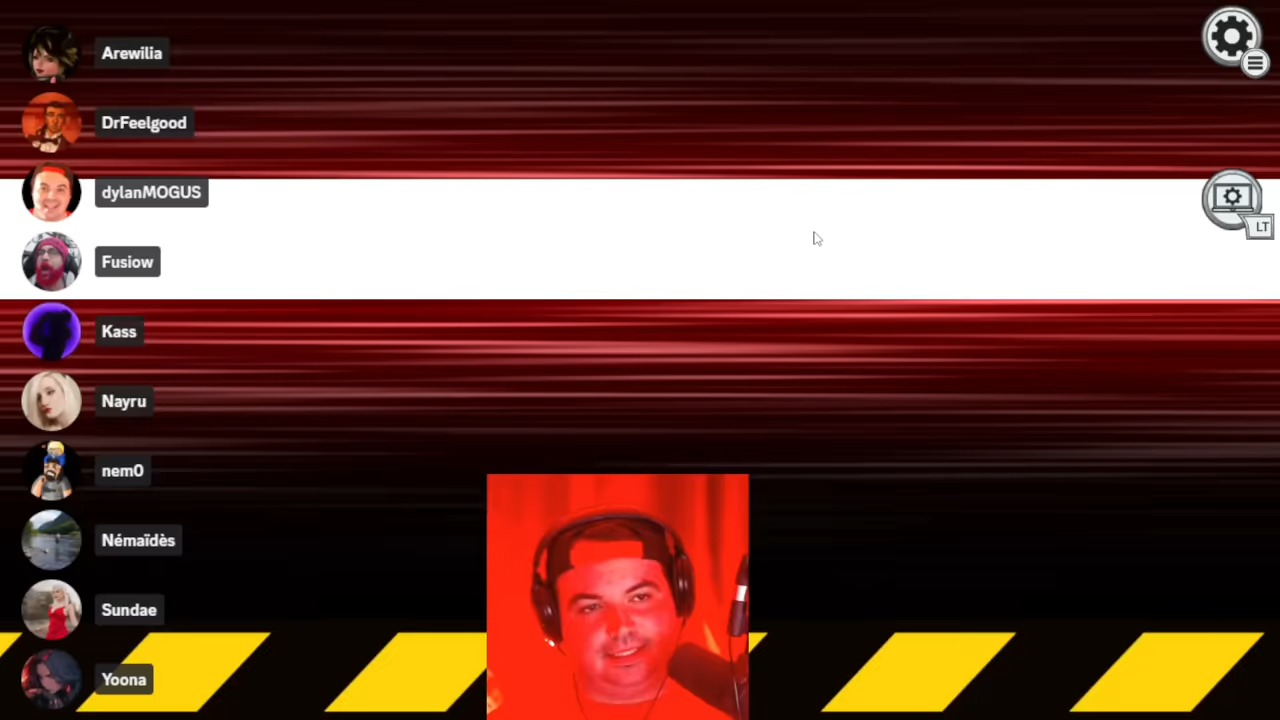 Arewilia
DrFeelgood
dylanMOGUS
LT
Fusiow
Kass
Nayru
nem0
Némaïdès
Sundae
Yoona